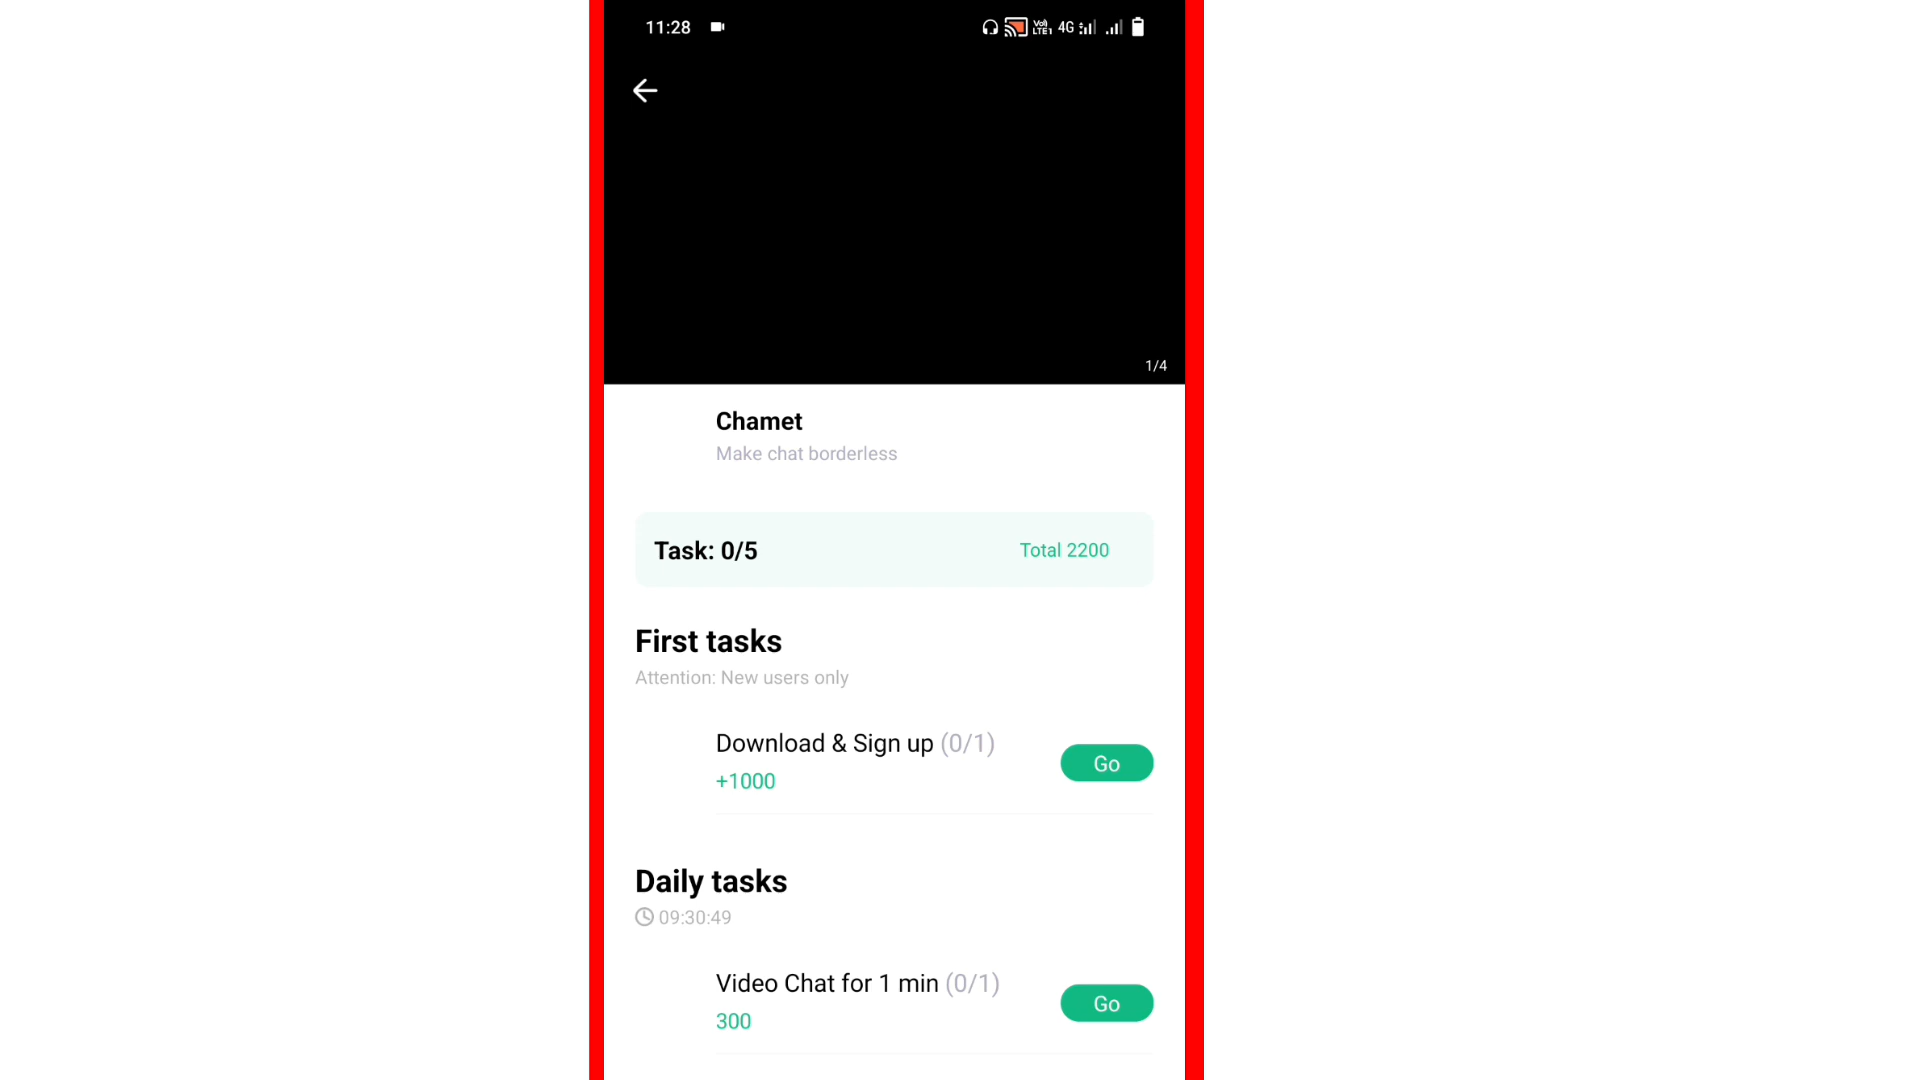 11:28
Vo) LTE1 4G
1/4
Chamet
Make chat borderless
Task: 0/5 Total 2200
First tasks
Attention: New users only
Download & Sign up (0/1)
+1000
Go
Daily tasks
09:30:49
Video Chat for 1 min (0/1)
300
Go